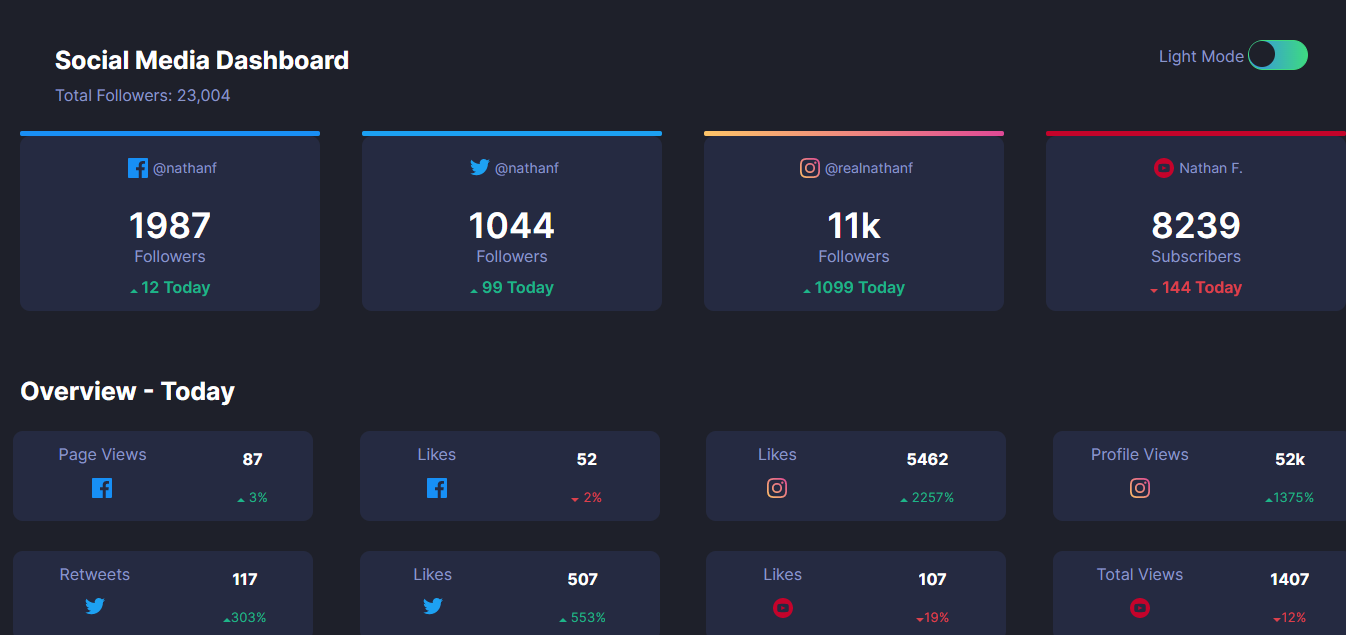 Social Media Dashboard
Light Mode
Total Followers: 23,004
@nathanf
1987
Followers
12 Today
@nathanf
1044
Followers
99 Today
@realnathanf
11k
Followers
1099 Today
Nathan F.
8239
Subscribers
144 Today
Overview - Today
Page Views
87
3%
Likes
52
2%
Likes
5462
2257%
Profile Views
52k
1375%
Retweets
117
303%
Likes
507
553%
Likes
107
19%
Total Views
1407
12%